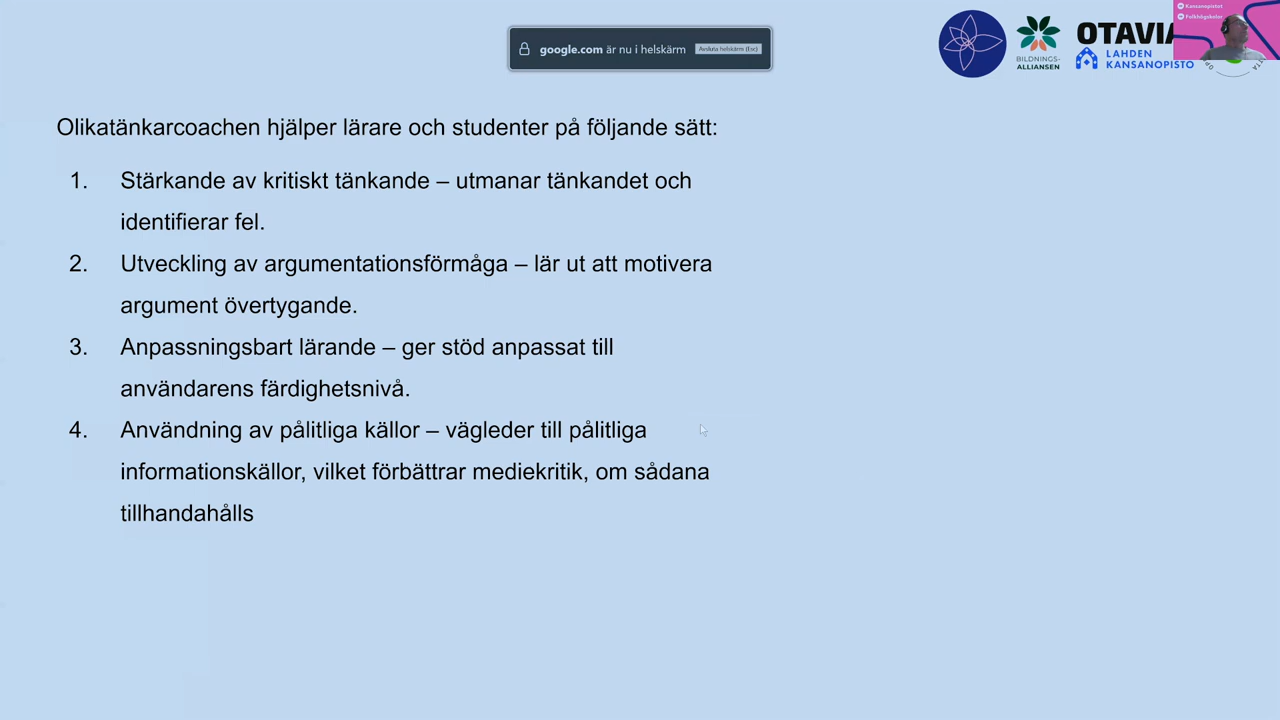 google.com är nu i helskärm
Avsluta helskärm (Esc)
BILDNINGS-
ALLIANSEN
OTAVIA
LAHDEN
KANSANOPISTO
Kansanopistot
Folkhögskolor
Olikatänkarcoachen hjälper lärare och studenter på följande sätt:
1. Stärkande av kritiskt tänkande – utmanar tänkandet och
identifierar fel.
2. Utveckling av argumentationsförmåga – lär ut att motivera
argument övertygande.
3. Anpassningsbart lärande – ger stöd anpassat till
användarens färdighetsnivå.
4. Användning av pålitliga källor – vägleder till pålitliga
informationskällor, vilket förbättrar mediekritik, om sådana
tillhandahålls